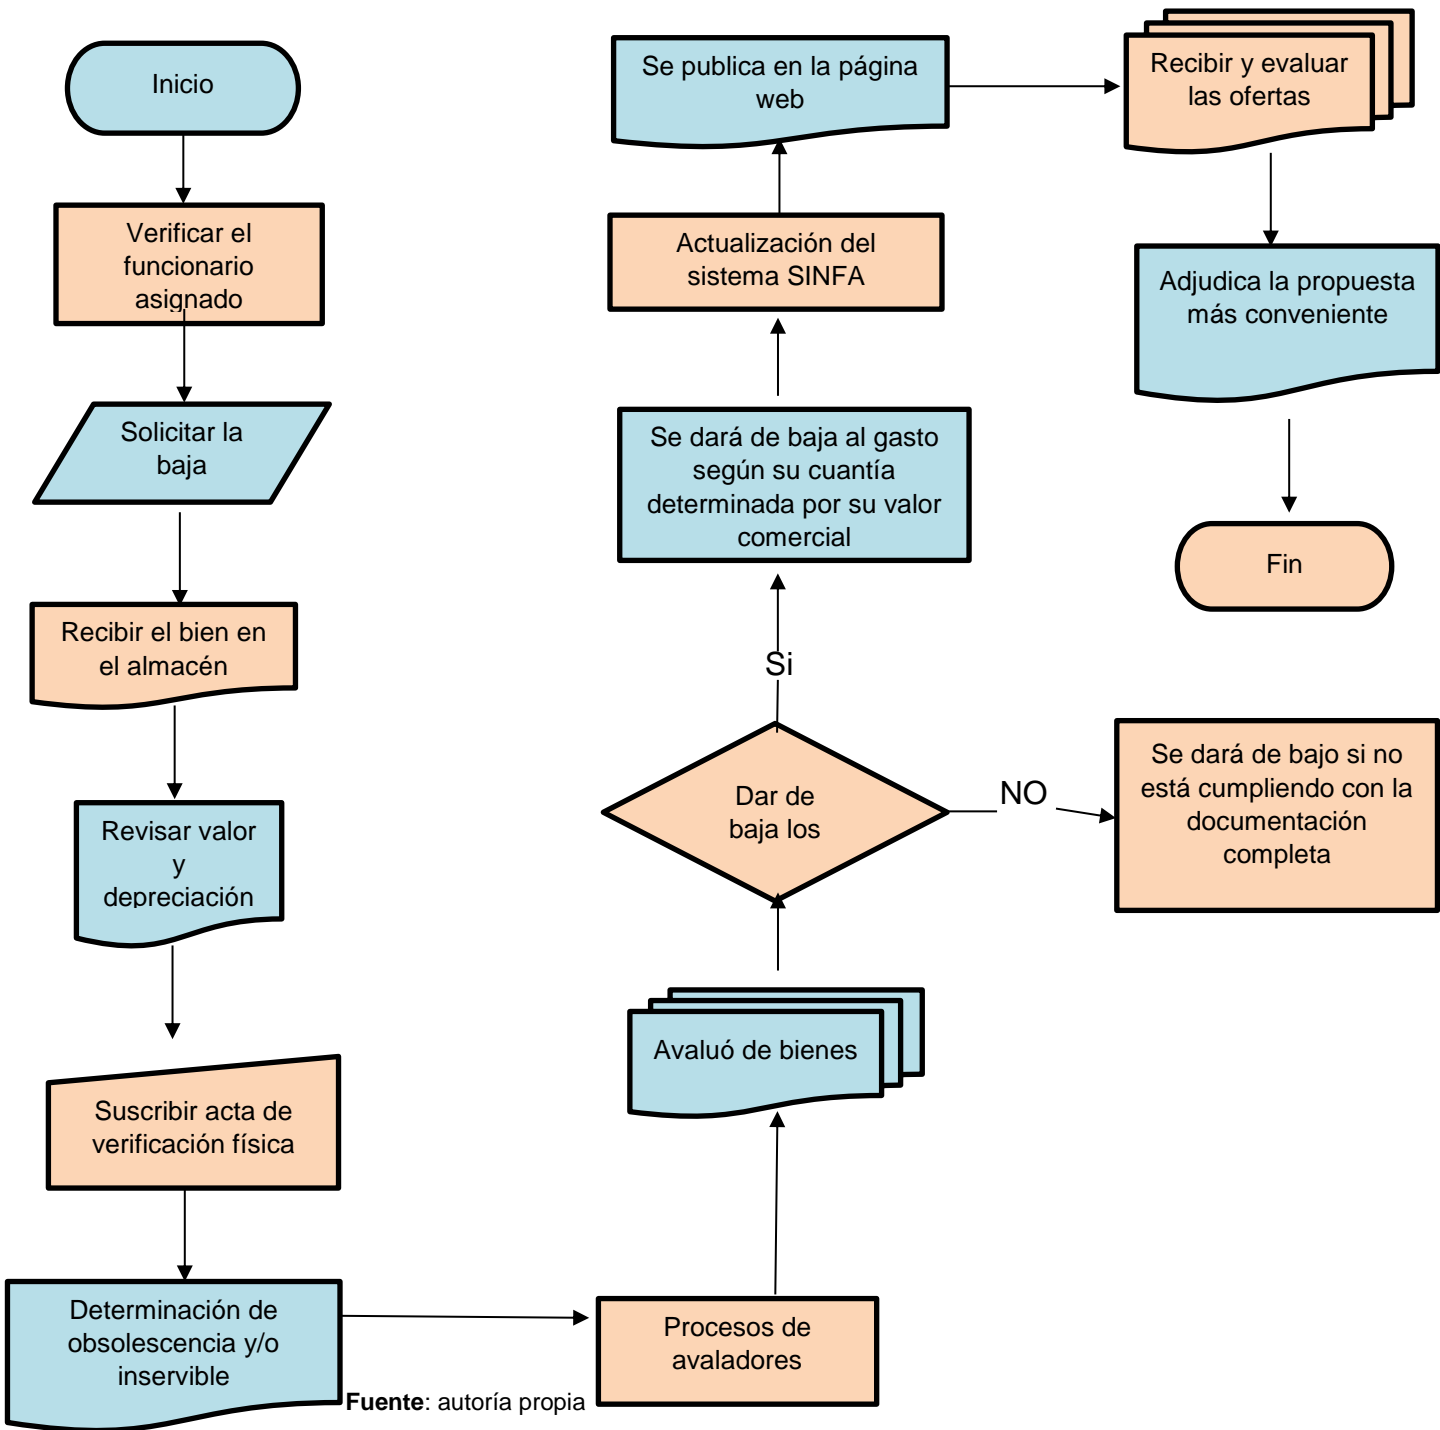 Inicio
Verificar el
funcionario
asignado
Solicitar la
baja
Recibir el bien en
el almacén
Revisar valor
y
depreciación
Suscribir acta de
verificación física
Determinación de
obsolescencia y/o
inservible
Fuente: autoría propia
Procesos de
avaladores
Avaluó de bienes
Dar de
baja los
Si
NO
Se dará de bajo si no
está cumpliendo con la
documentación
completa
Se dará de baja al gasto
según su cuantía
determinada por su valor
comercial
Actualización del
sistema SINFA
Se publica en la página
web
Recibir y evaluar
las ofertas
Adjudica la propuesta
más conveniente
Fin